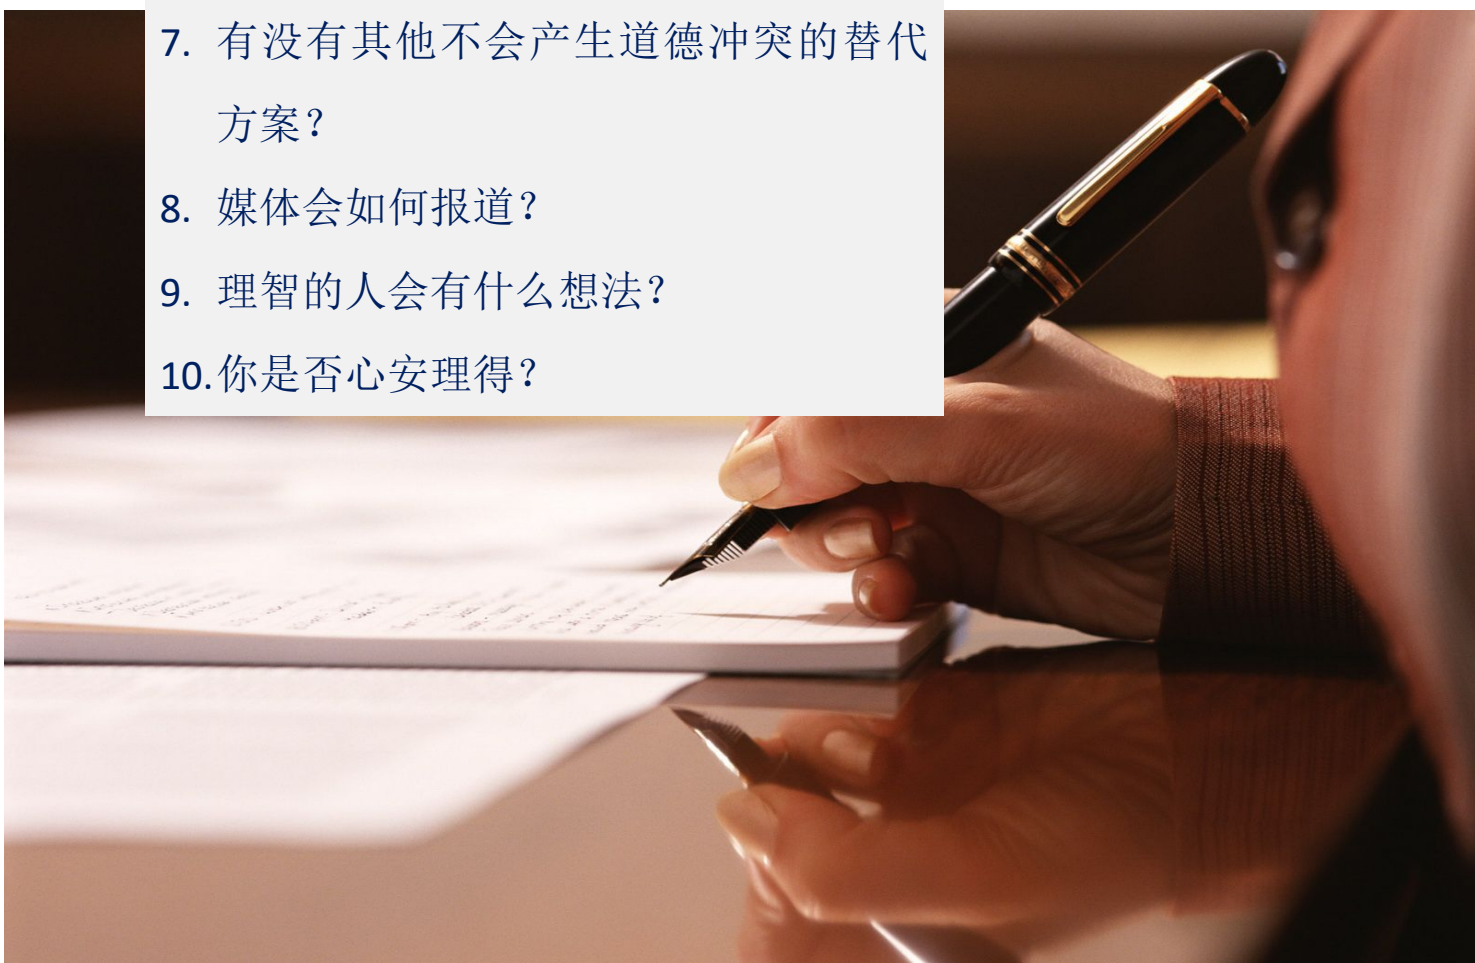 7. 有没有其他不会产生道德冲突的替代
方案？
8. 媒体会如何报道？
9. 理智的人会有什么想法？
10.你是否心安理得？